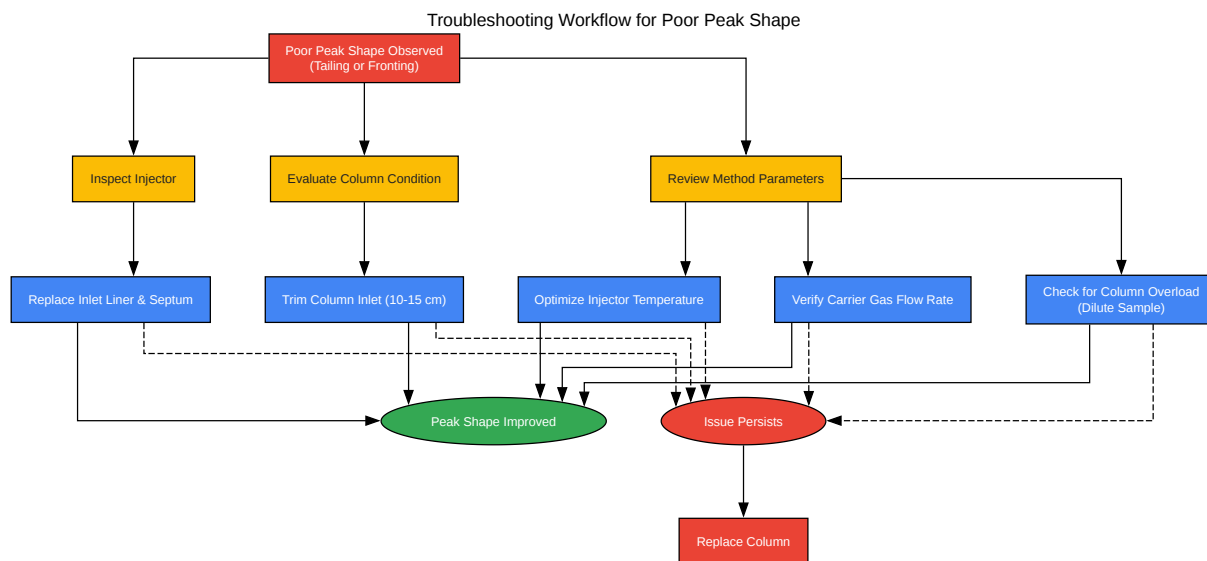 Troubleshooting Workflow for Poor Peak Shape
Poor Peak Shape Observed
(Tailing or Fronting)
Inspect Injector
Evaluate Column Condition
Review Method Parameters
Replace Inlet Liner & Septum
Trim Column Inlet (10-15 cm)
Optimize Injector Temperature
Verify Carrier Gas Flow Rate
Check for Column Overload
(Dilute Sample)
Peak Shape Improved
Issue Persists
Replace Column